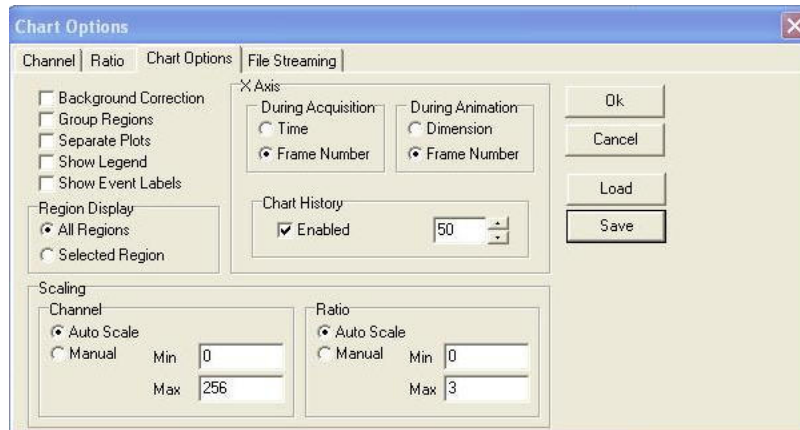 Chart Options
Channel Ratio Chart Options File Streaming
Background Correction
Group Regions
Separate Plots
Show Legend
Show Event Labels
Region Display
All Regions
Selected Region
X Axis
During Acquisition
Time
Frame Number
During Animation
Dimension
Frame Number
Chart History
Enabled 50
Ok
Cancel
Load
Save
Scaling
Channel
Auto Scale
Manual Min 0
Max 256
Ratio
Auto Scale
Manual Min 0
Max 3